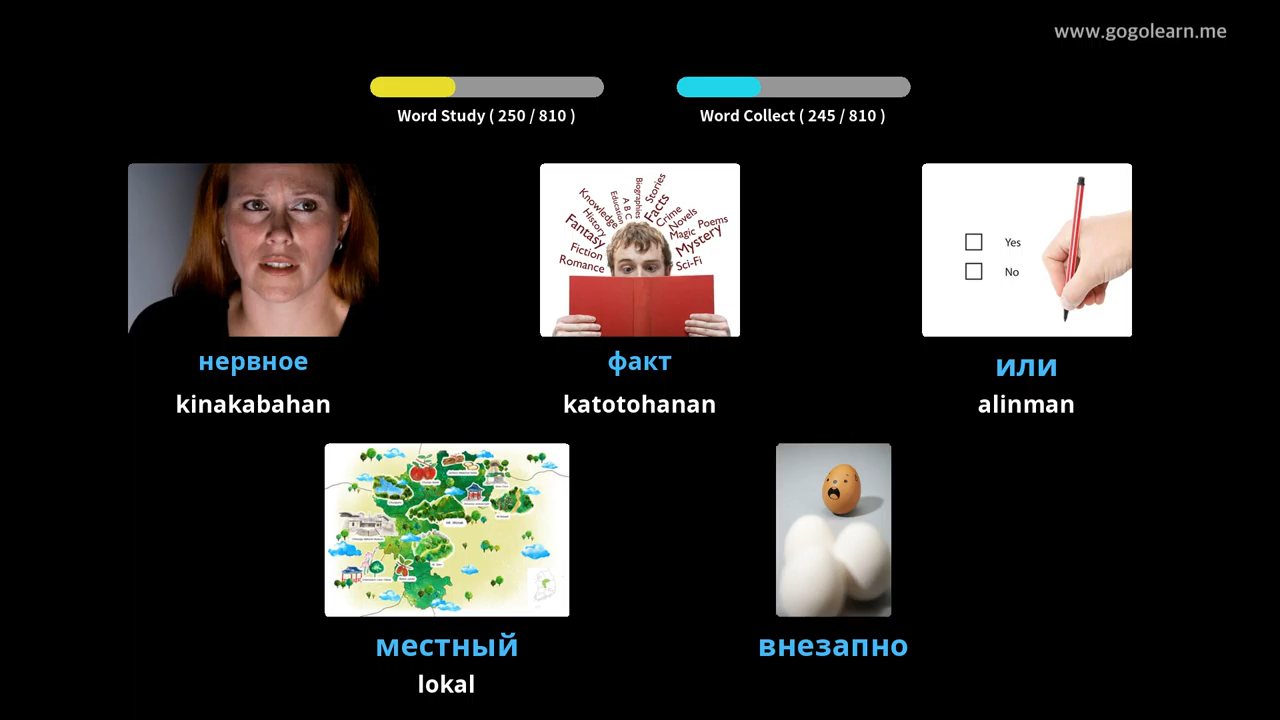 www.gogolearn.me
Word Study ( 250 / 810 )
Word Collect ( 245 / 810 )
Stories
Biographies
A B C
Education
Knowledge
History
Fantasy
Fiction
Romance
Facts
Crime
Novels
Magic
Poems
Mystery
Sci-Fi
Yes
No
нервное
kinakabahan
факт
katotohanan
или
alinman
местный
lokal
внезапно